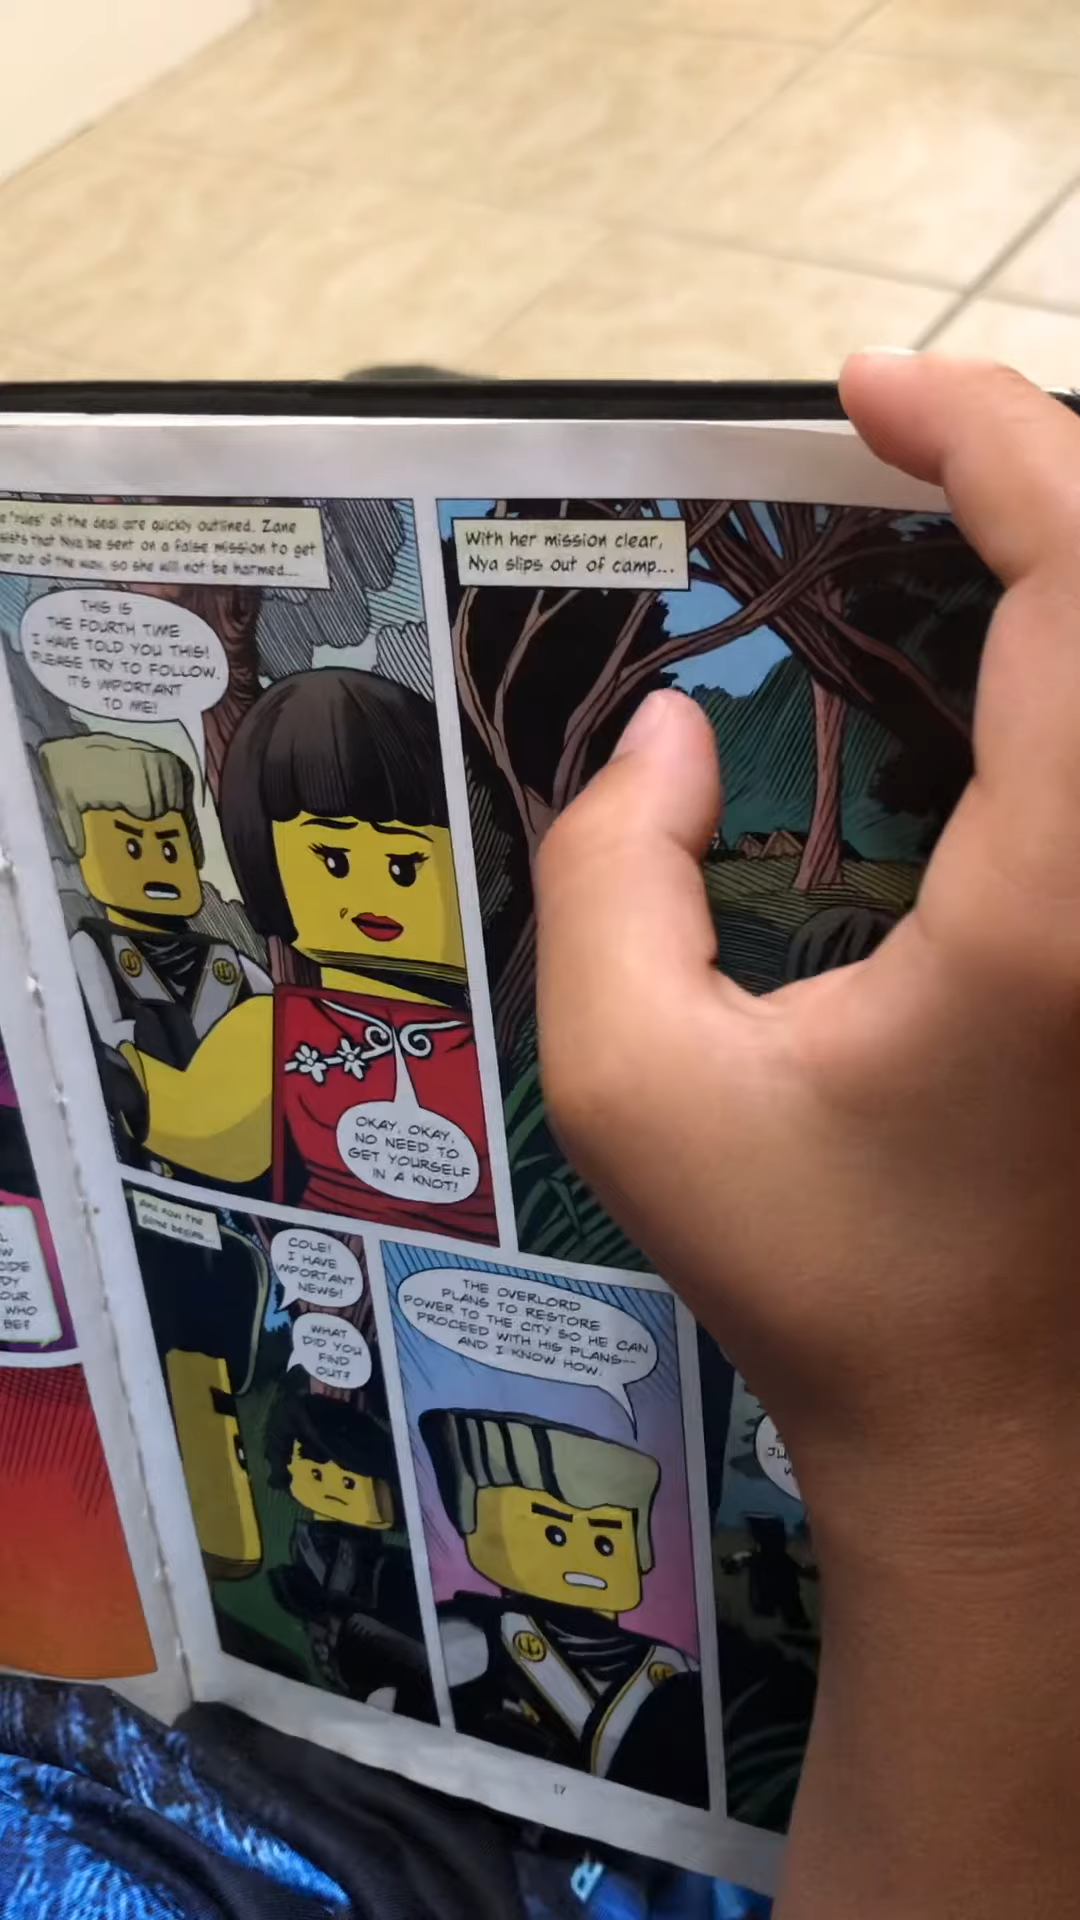 "rules" of the deal are quickly outlined. Zane
sists that Nya be sent on a false mission to get
her out of the way, so she will not be harmed...
THIS IS
THE FOURTH TIME
I HAVE TOLD YOU THIS!
PLEASE TRY TO FOLLOW.
IT'S IMPORTANT
TO ME!
OKAY, OKAY,
NO NEED TO
GET YOURSELF
IN A KNOT!
With her mission clear,
Nya slips out of camp...
And now the
game begins...
COLE!
I HAVE
IMPORTANT
NEWS!
WHAT
DID YOU
FIND
OUT?
THE OVERLORD
PLANS TO RESTORE
POWER TO THE CITY SO HE CAN
PROCEED WITH HIS PLANS--
AND I KNOW HOW.
WHO
BE?
17